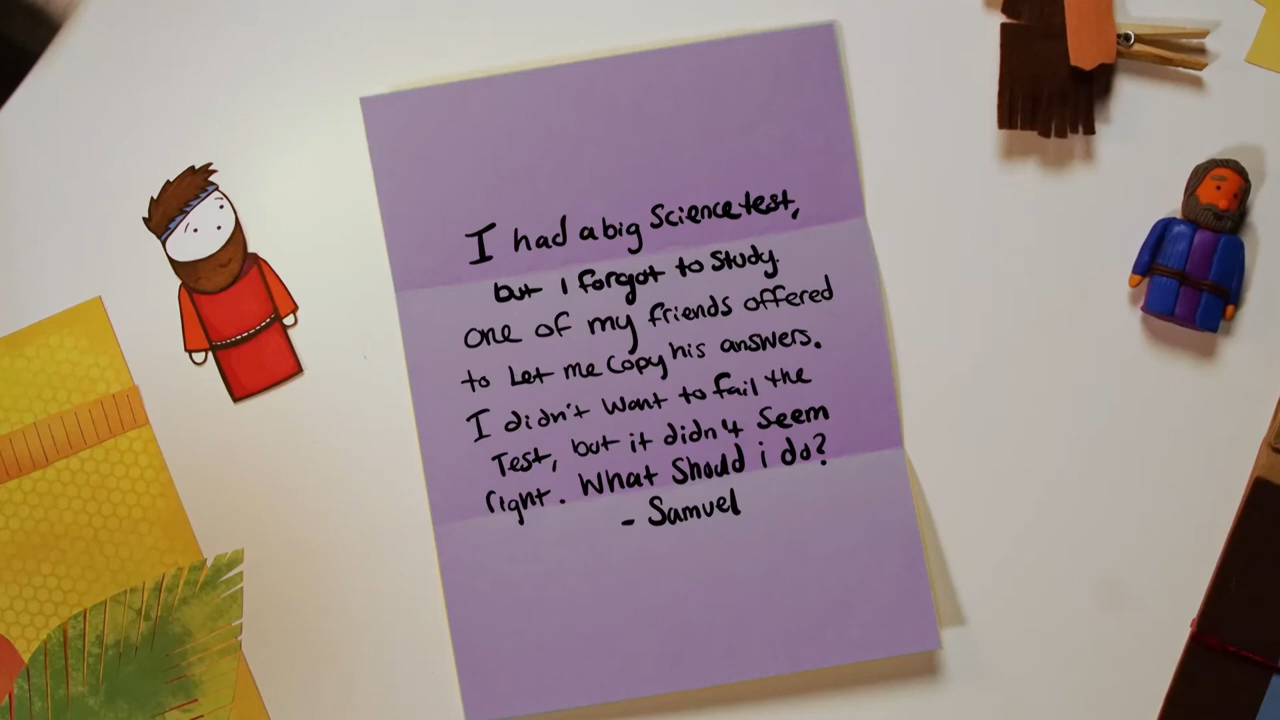 I had a big Science test,
but I forgot to study.
one of my friends offered
to Let me Copy his answers.
I didn't want to fail the
Test, but it didn't seem
right. What Should i do?
- Samuel